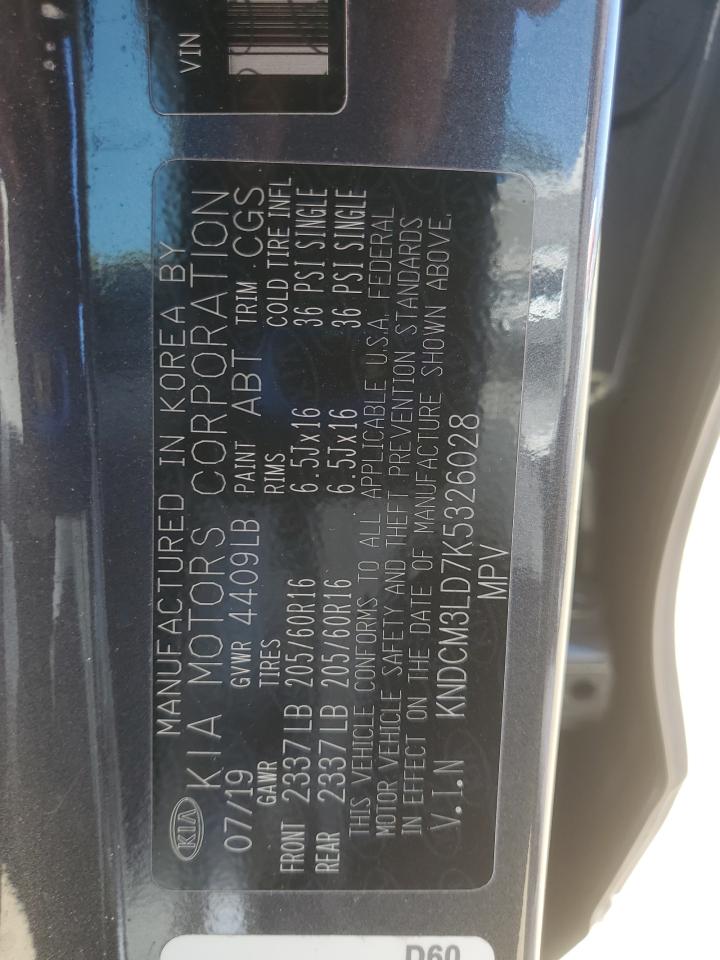 VIN
MANUFACTURED IN KOREA BY
KIA KIA MOTORS CORPORATION
07/19 GVWR 4409LB PAINT ABT TRIM CGS
GAWR TIRES RIMS COLD TIRE INFL
FRONT 2337LB 205/60R16 6.5Jx16 36 PSI SINGLE
REAR 2337LB 205/60R16 6.5Jx16 36 PSI SINGLE
THIS VEHICLE CONFORMS TO ALL APPLICABLE U.S.A. FEDERAL
MOTOR VEHICLE SAFETY AND THEFT PREVENTION STANDARDS
IN EFFECT ON THE DATE OF MANUFACTURE SHOWN ABOVE.
V.I.N KNDCM3LD7K5326028
MPV
D60